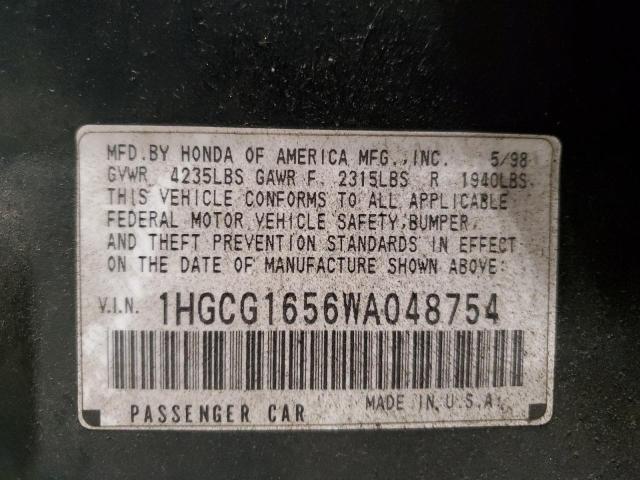 MFD.BY HONDA OF AMERICA MFG.,INC. 5/98
GVWR 4235LBS GAWR F 2315LBS R 1940LBS
THIS VEHICLE CONFORMS TO ALL APPLICABLE
FEDERAL MOTOR VEHICLE SAFETY,BUMPER,
AND THEFT PREVENTION STANDARDS IN EFFECT
ON THE DATE OF MANUFACTURE SHOWN ABOVE:
V.I.N. 1HGCG1656WA048754
PASSENGER CAR MADE IN U.S.A.